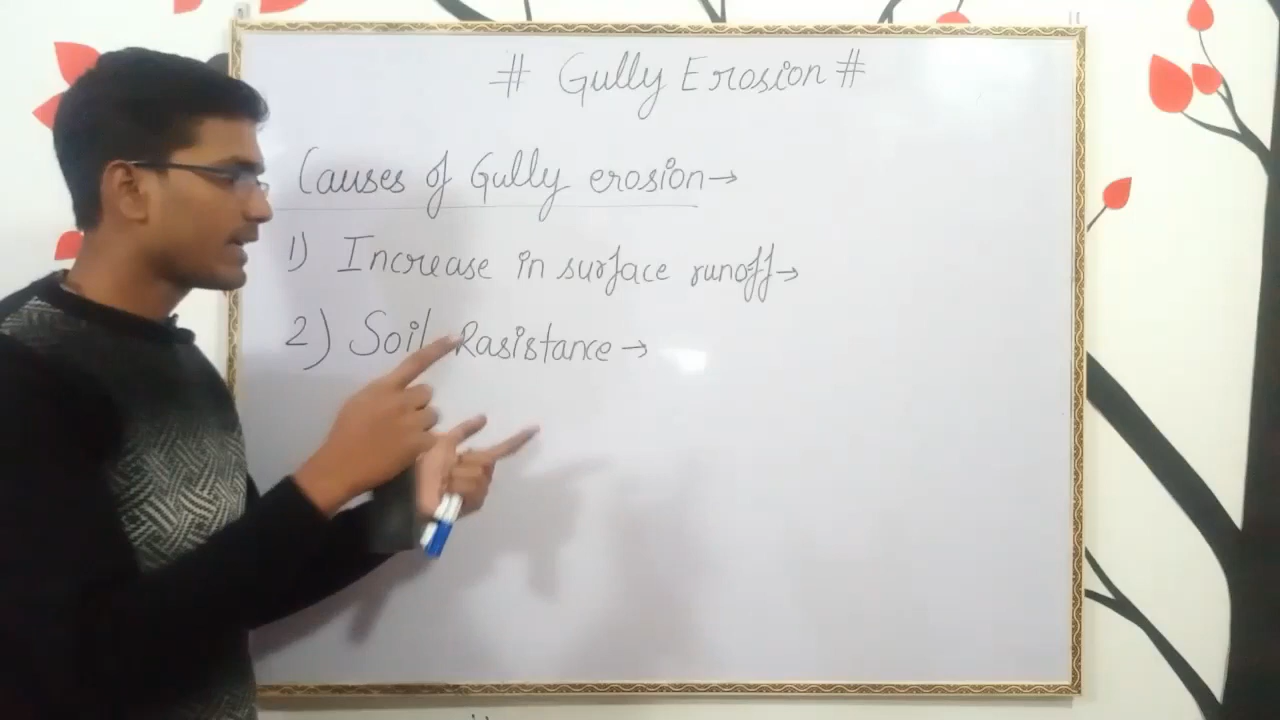 # Gully Erosion #
Causes of Gully erosion→
1) Increase in surface runoff→
2) Soil Rasistance→